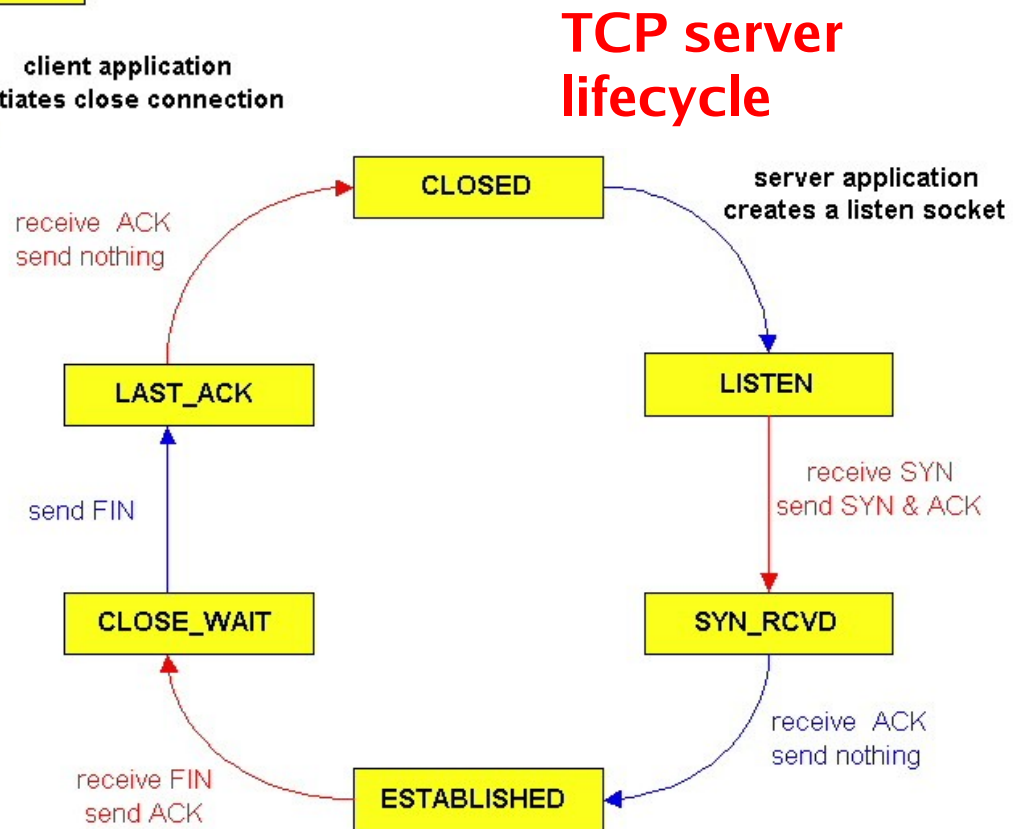 TCP server
lifecycle
client application
tiates close connection
CLOSED
server application
creates a listen socket
receive ACK
send nothing
LAST_ACK
LISTEN
receive SYN
send SYN & ACK
send FIN
CLOSE_WAIT
SYN_RCVD
receive ACK
send nothing
receive FIN
send ACK
ESTABLISHED